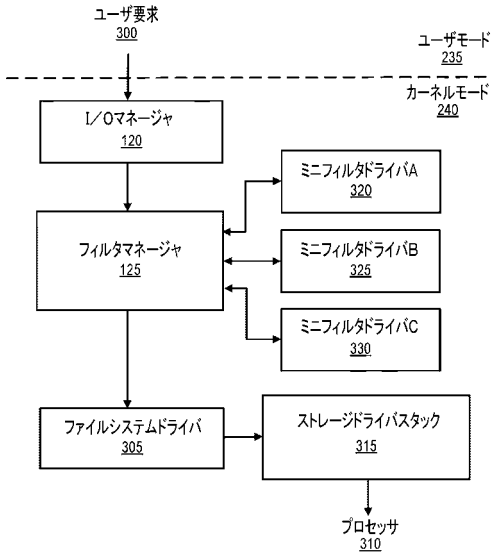 ユーザ要求
300
ユーザモード
235
カーネルモード
240
I/Oマネージャ
120
ミニフィルタドライバA
320
フィルタマネージャ
125
ミニフィルタドライバB
325
ミニフィルタドライバC
330
ファイルシステムドライバ
305
ストレージドライバスタック
315
プロセッサ
310